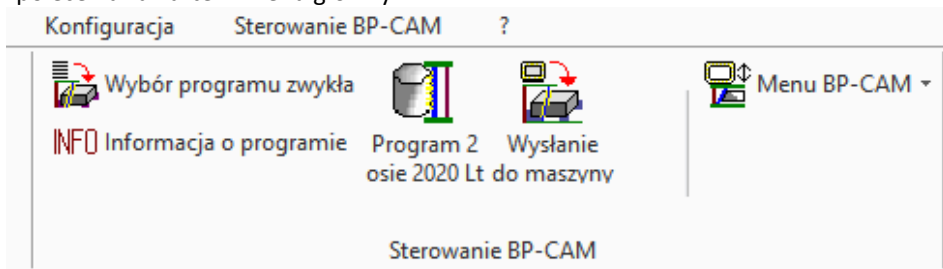 Konfiguracja Sterowanie BP-CAM ?
Wybór programu zwykła
INFO Informacja o programie
Program 2
osie 2020 Lt
Wysłanie
do maszyny
Menu BP-CAM
Sterowanie BP-CAM